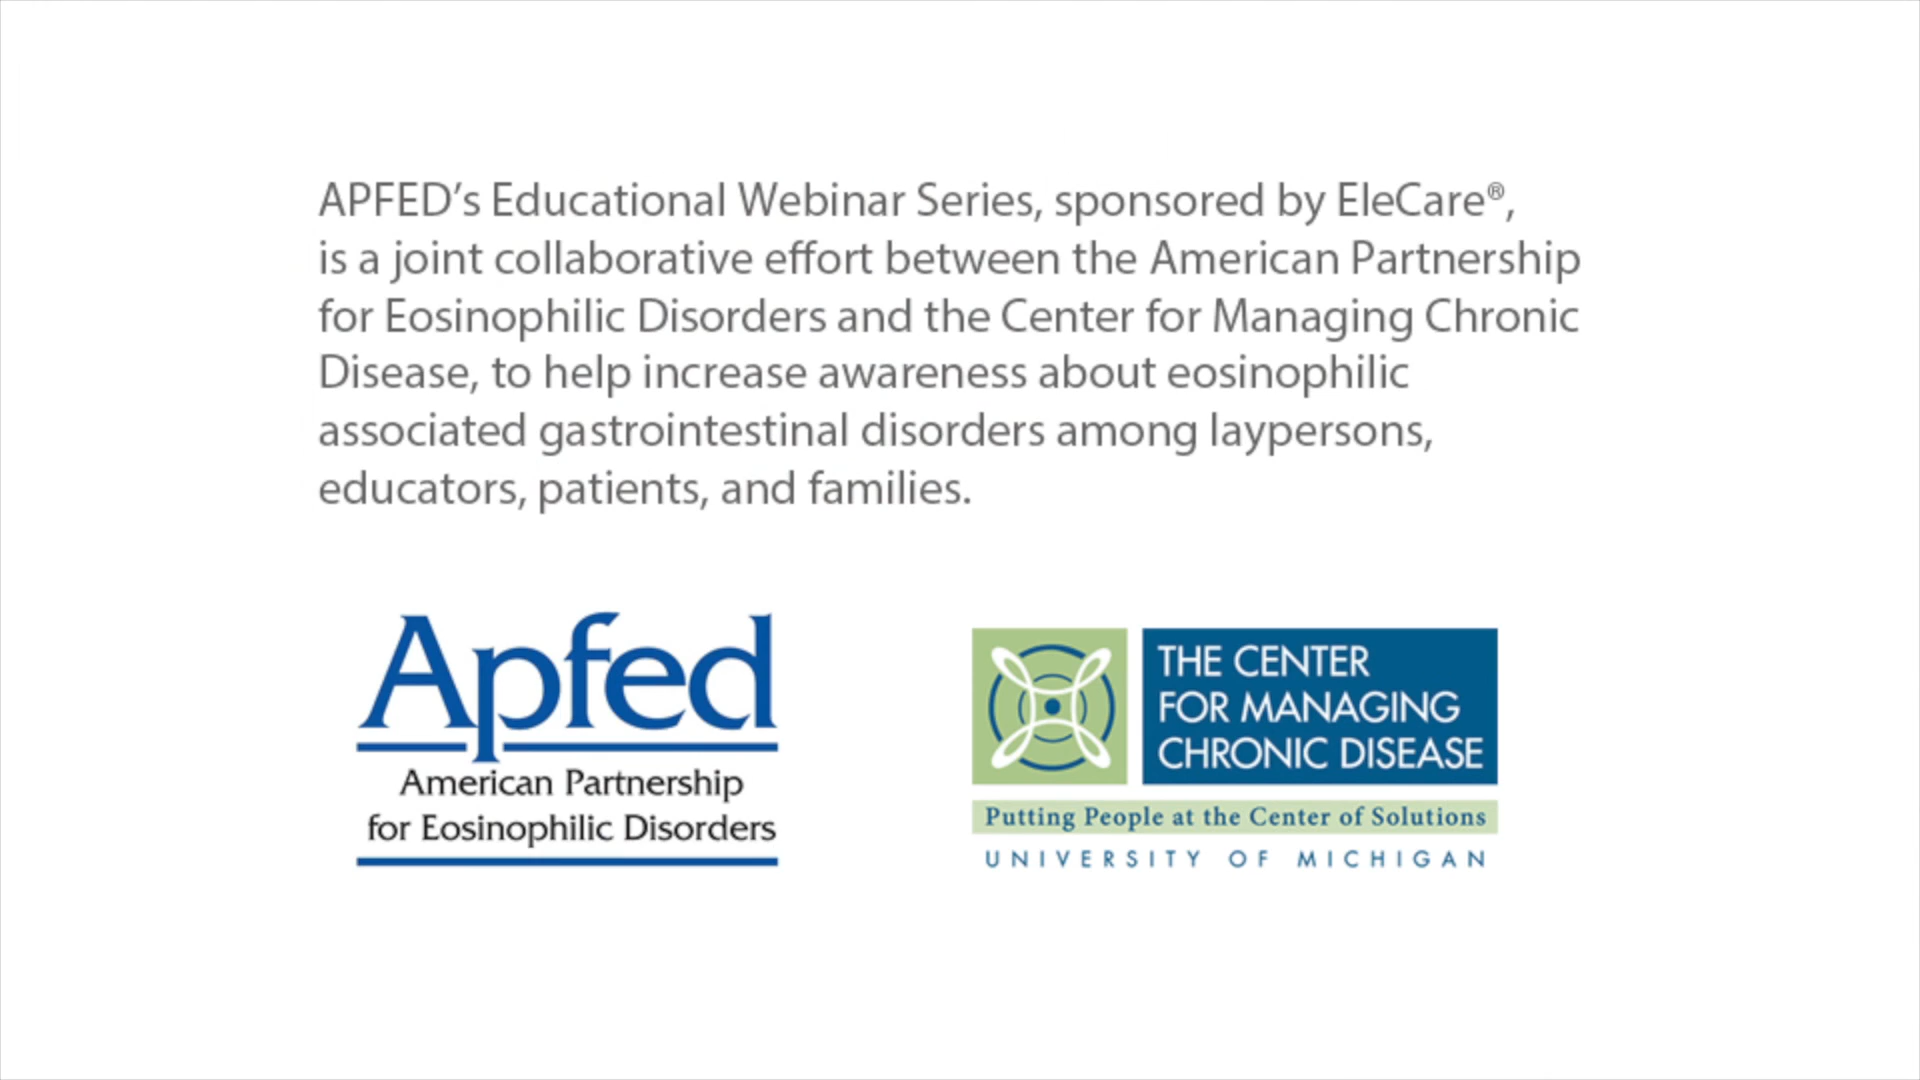 APFED’s Educational Webinar Series, sponsored by EleCare®,
is a joint collaborative effort between the American Partnership
for Eosinophilic Disorders and the Center for Managing Chronic
Disease, to help increase awareness about eosinophilic
associated gastrointestinal disorders among laypersons,
educators, patients, and families.
Apfed
American Partnership
for Eosinophilic Disorders
THE CENTER
FOR MANAGING
CHRONIC DISEASE
Putting People at the Center of Solutions
UNIVERSITY OF MICHIGAN